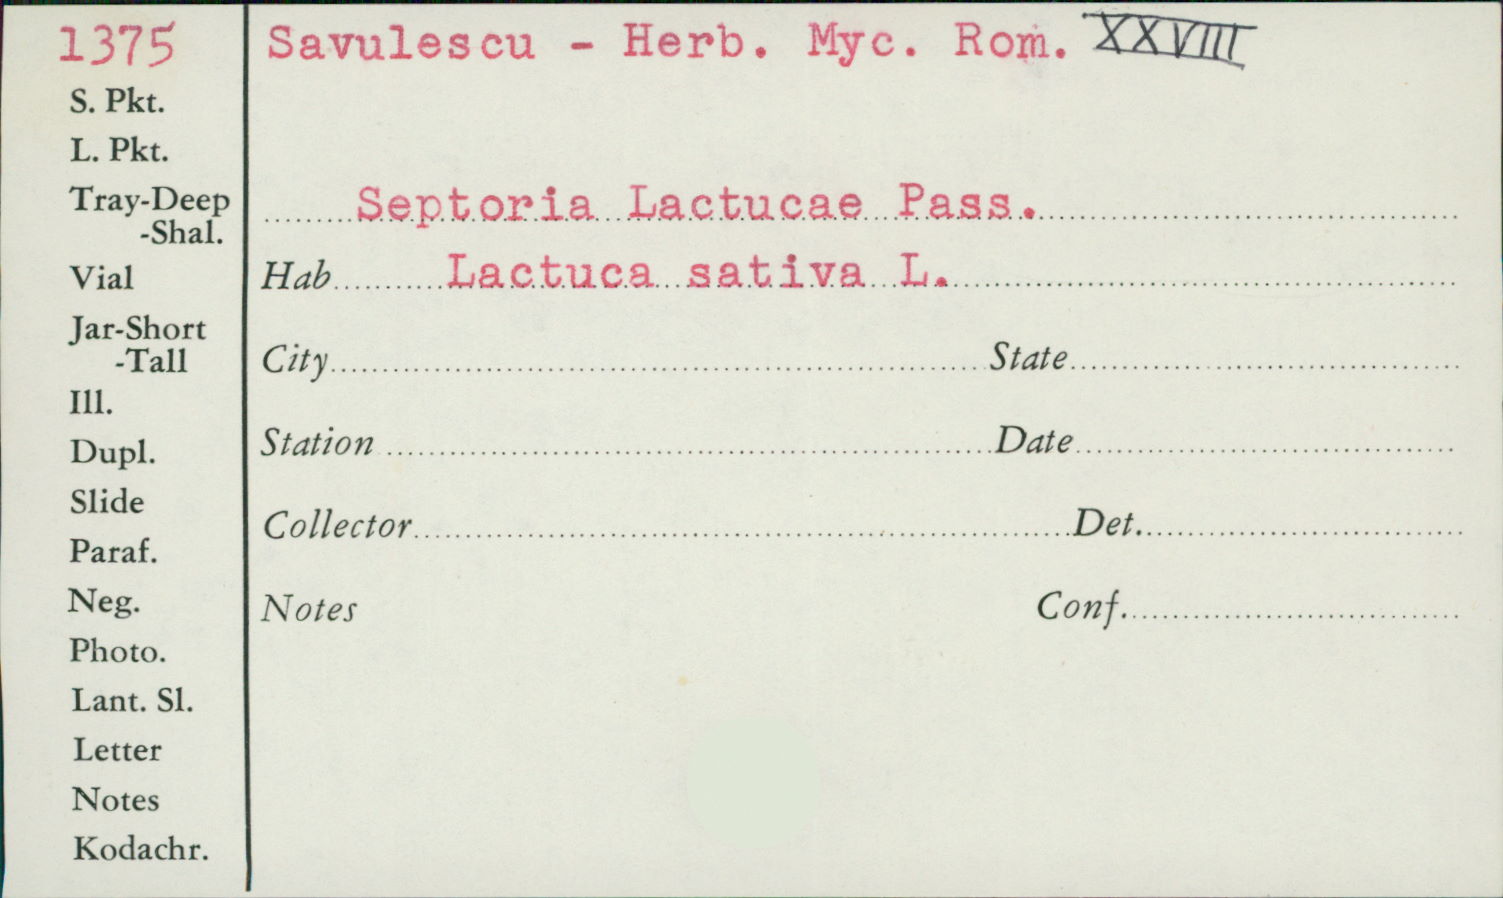 1375
Savulescu - Herb. Myc. Rom. XXVIII
S. Pkt.
L. Pkt.
Tray-Deep
-Shal.
Vial
Jar-Short
-Tall
Ill.
Dupl.
Slide
Paraf.
Neg.
Photo.
Lant. Sl.
Letter
Notes
Kodachr.
Septoria Lactucae Pass.
Hab Lactuca sativa L.
City State
Station Date
Collector Det.
Notes Conf.